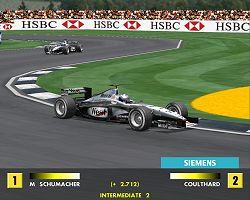 HSBC HSBC HSBC HSBC
SIEMENS
1 M SCHUMACHER (+ 2.712) COULTHARD 2
INTERMEDIATE 2